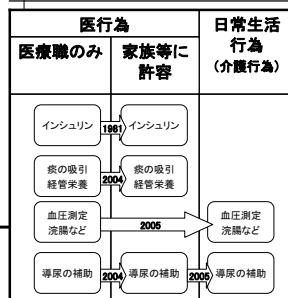 医行為
日常生活
行為
(介護行為)
医療職のみ
家族等に
許容
インシュリン
1981
インシュリン
痰の吸引
経管栄養
2004
痰の吸引
経管栄養
血圧測定
浣腸など
2005
血圧測定
浣腸など
導尿の補助
2004
導尿の補助
2005
導尿の補助